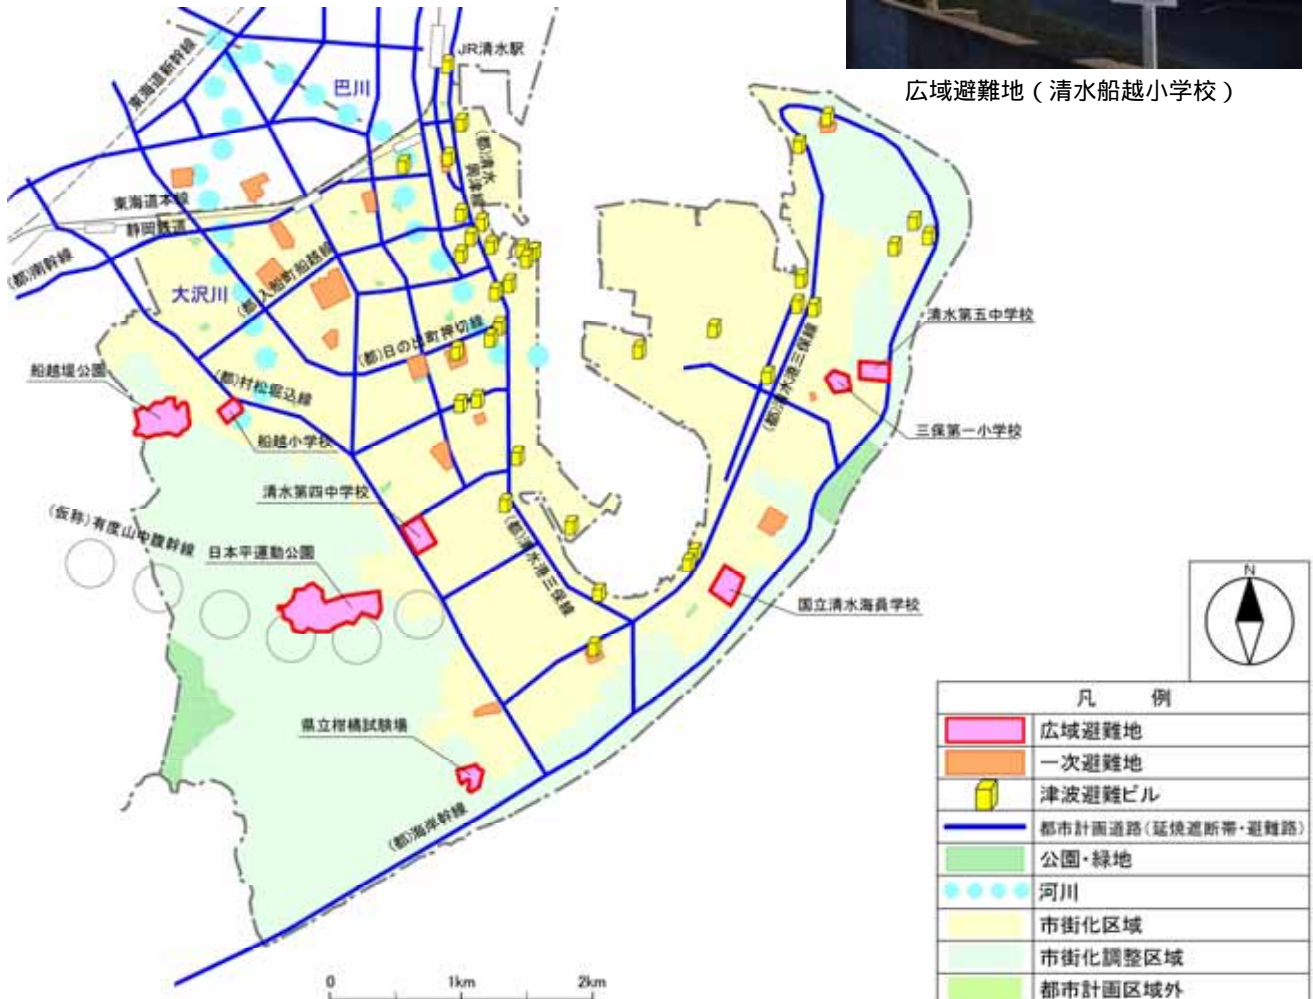 広域避難地(清水船越小学校)
JR清水駅
東海道新幹線
巴川
(都)清水
興津線
東海道本線
静岡鉄道
(都)南幹線
大沢川
(都)入船町船越線
(都)日の出町押切線
(都)清水港三保線
清水第五中学校
船越堤公園
(都)村松堀込線
船越小学校
三保第一小学校
清水第四中学校
(仮称)有度山中腹幹線
日本平運動公園
(都)清水港三保線
国立清水海員学校
県立柑橘試験場
(都)海岸幹線
N
凡 例
広域避難地
一次避難地
津波避難ビル
都市計画道路(延焼遮断帯・避難路)
公園・緑地
河川
市街化区域
市街化調整区域
都市計画区域外
0 1km 2km